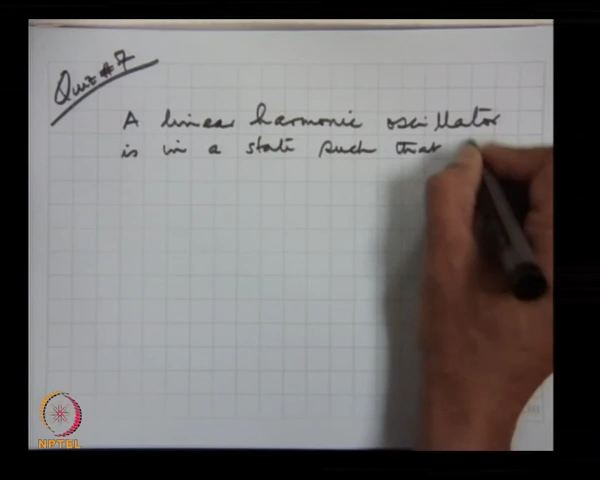 Quiz # 7
A linear harmonic oscillator
is in a state such that
NPTEL